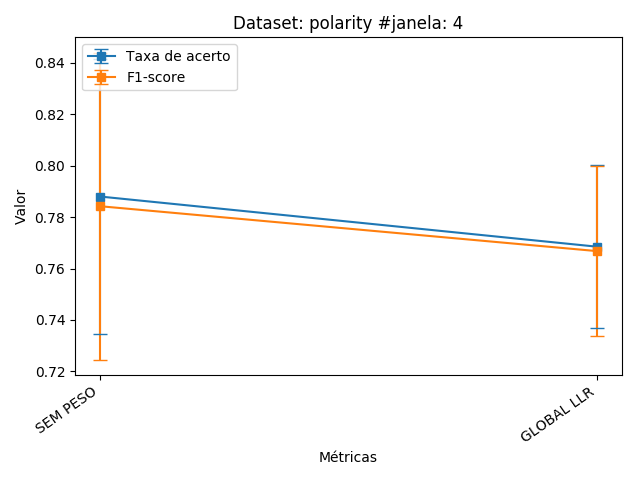 Dataset: polarity #janela: 4
Taxa de acerto
F1-score
0.84
0.82
0.80
0.78
0.76
0.74
0.72
Valor
SEM PESO
GLOBAL LLR
Métricas